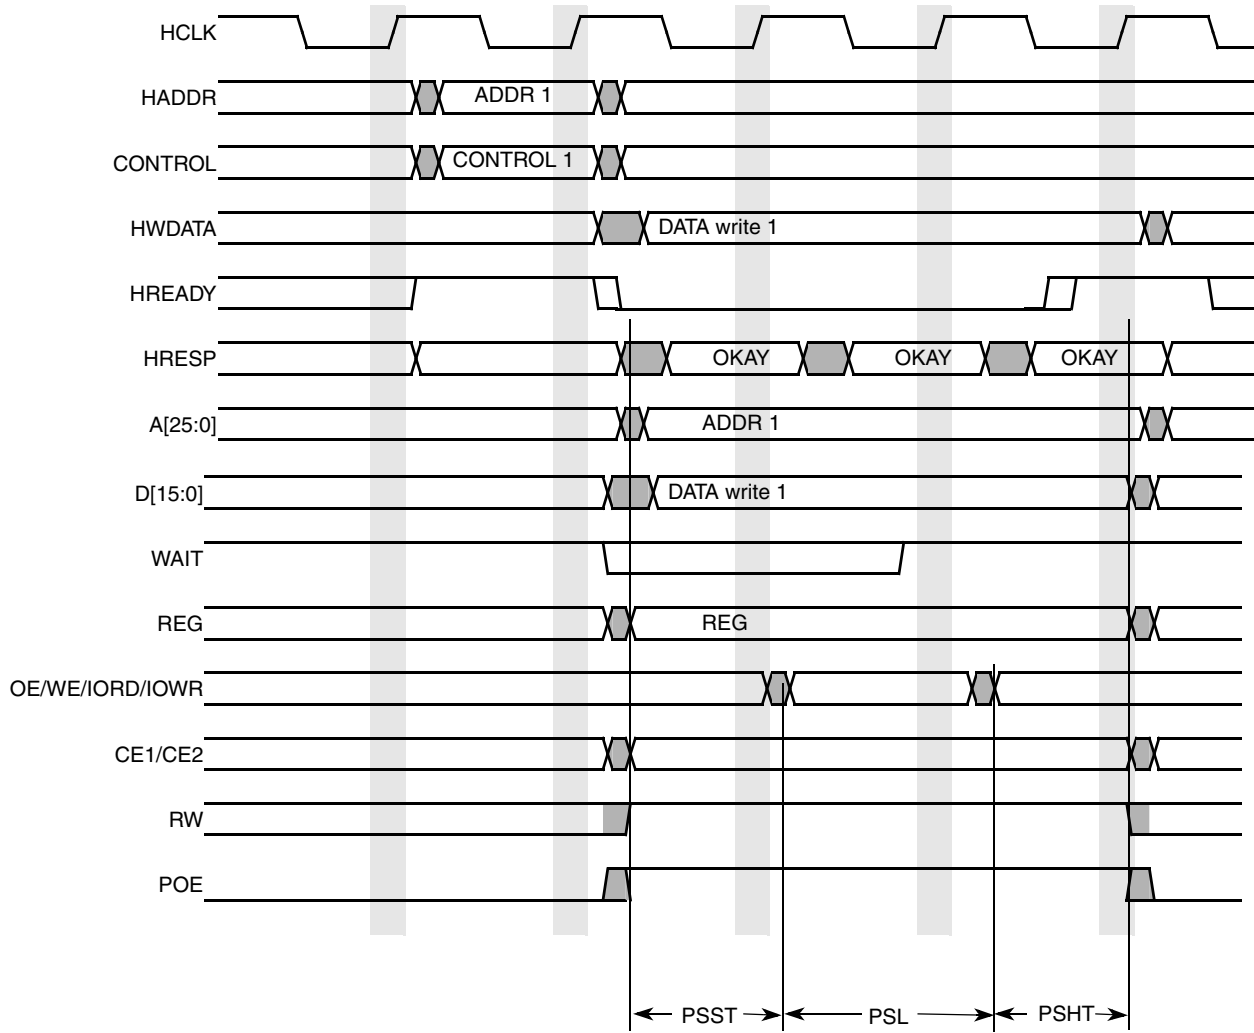 HCLK
HADDR
ADDR 1
CONTROL
CONTROL 1
HWDATA
DATA write 1
HREADY
HRESP
OKAY
OKAY
OKAY
A[25:0]
ADDR 1
D[15:0]
DATA write 1
WAIT
REG
REG
OE/WE/IORD/IOWR
CE1/CE2
RW
POE
PSST
PSL
PSHT